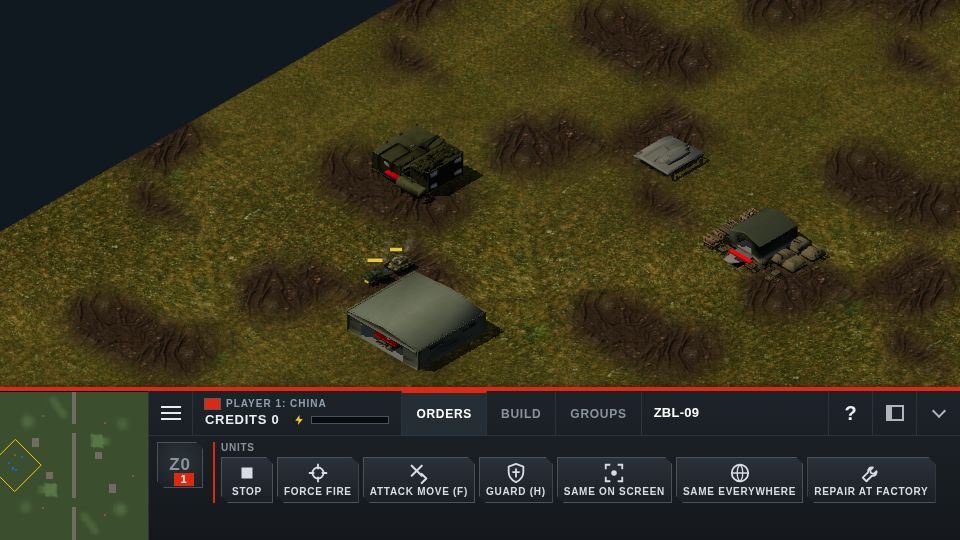 PLAYER 1: CHINA
CREDITS 0
ORDERS
BUILD
GROUPS
ZBL-09
?
Z0
1
UNITS
STOP
FORCE FIRE
ATTACK MOVE (F)
GUARD (H)
SAME ON SCREEN
SAME EVERYWHERE
REPAIR AT FACTORY